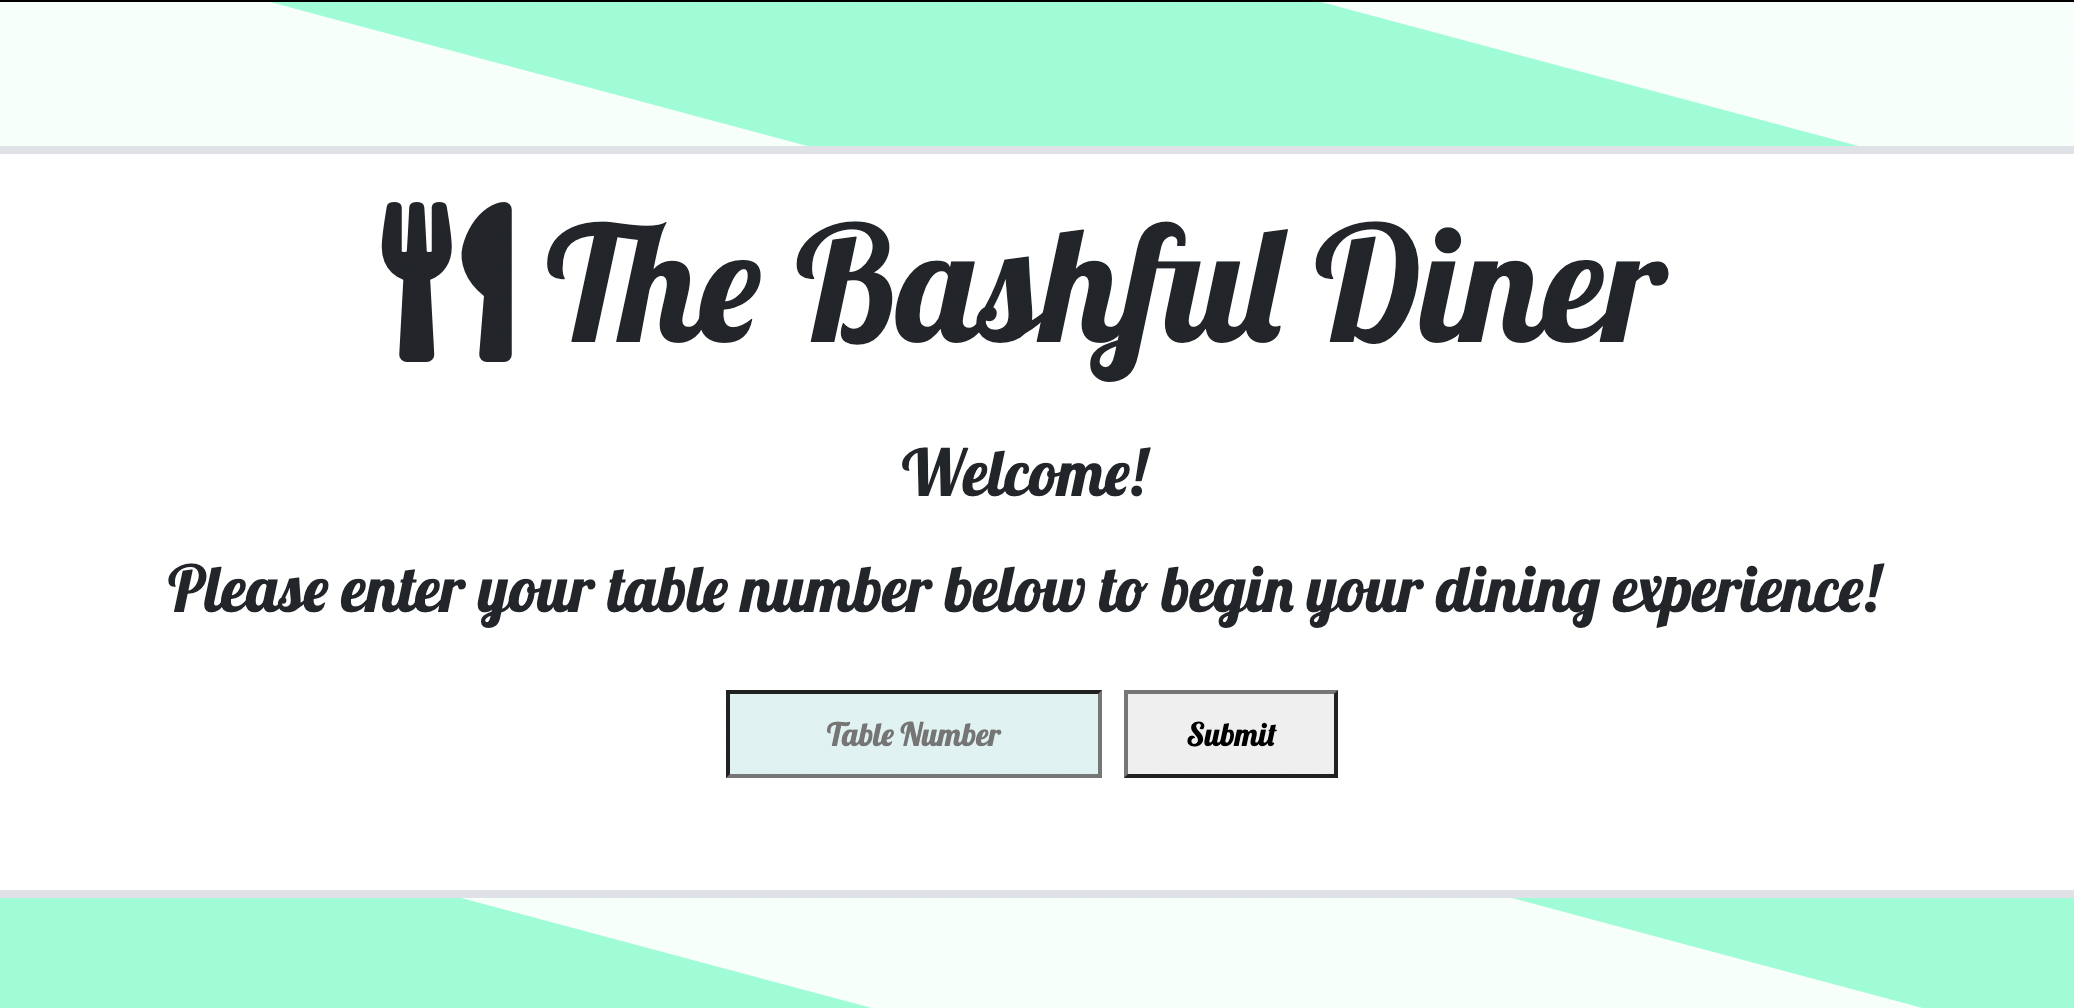 The Bashful Diner
Welcome!
Please enter your table number below to begin your dining experience!
Table Number
Submit